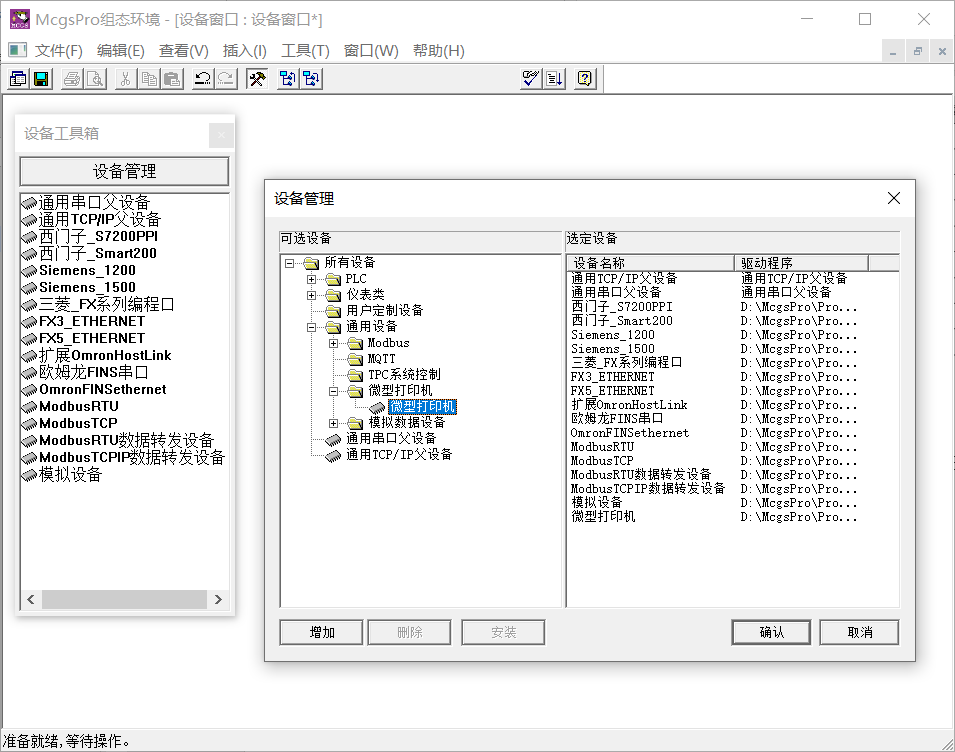 McgsPro组态环境 - [设备窗口 : 设备窗口*]
文件(F) 编辑(E) 查看(V) 插入(I) 工具(T) 窗口(W) 帮助(H)
设备工具箱
设备管理
通用串口父设备
通用TCP/IP父设备
西门子_S7200PPI
西门子_Smart200
Siemens_1200
Siemens_1500
三菱_FX系列编程口
FX3_ETHERNET
FX5_ETHERNET
扩展OmronHostLink
欧姆龙FINS串口
OmronFINSethernet
ModbusRTU
ModbusTCP
ModbusRTU数据转发设备
ModbusTCPIP数据转发设备
模拟设备
设备管理
可选设备
所有设备
PLC
仪表类
用户定制设备
通用设备
Modbus
MQTT
TPC系统控制
微型打印机
微型打印机
模拟数据设备
通用串口父设备
通用TCP/IP父设备
选定设备
设备名称 驱动程序
通用TCP/IP父设备 通用TCP/IP父设备
通用串口父设备 通用串口父设备
西门子_S7200PPI D:\McgsPro\Pro...
西门子_Smart200 D:\McgsPro\Pro...
Siemens_1200 D:\McgsPro\Pro...
Siemens_1500 D:\McgsPro\Pro...
三菱_FX系列编程口 D:\McgsPro\Pro...
FX3_ETHERNET D:\McgsPro\Pro...
FX5_ETHERNET D:\McgsPro\Pro...
扩展OmronHostLink D:\McgsPro\Pro...
欧姆龙FINS串口 D:\McgsPro\Pro...
OmronFINSethernet D:\McgsPro\Pro...
ModbusRTU D:\McgsPro\Pro...
ModbusTCP D:\McgsPro\Pro...
ModbusRTU数据转发设备 D:\McgsPro\Pro...
ModbusTCPIP数据转发设备 D:\McgsPro\Pro...
模拟设备 D:\McgsPro\Pro...
微型打印机 D:\McgsPro\Pro...
增加 删除 安装 确认 取消
准备就绪,等待操作。